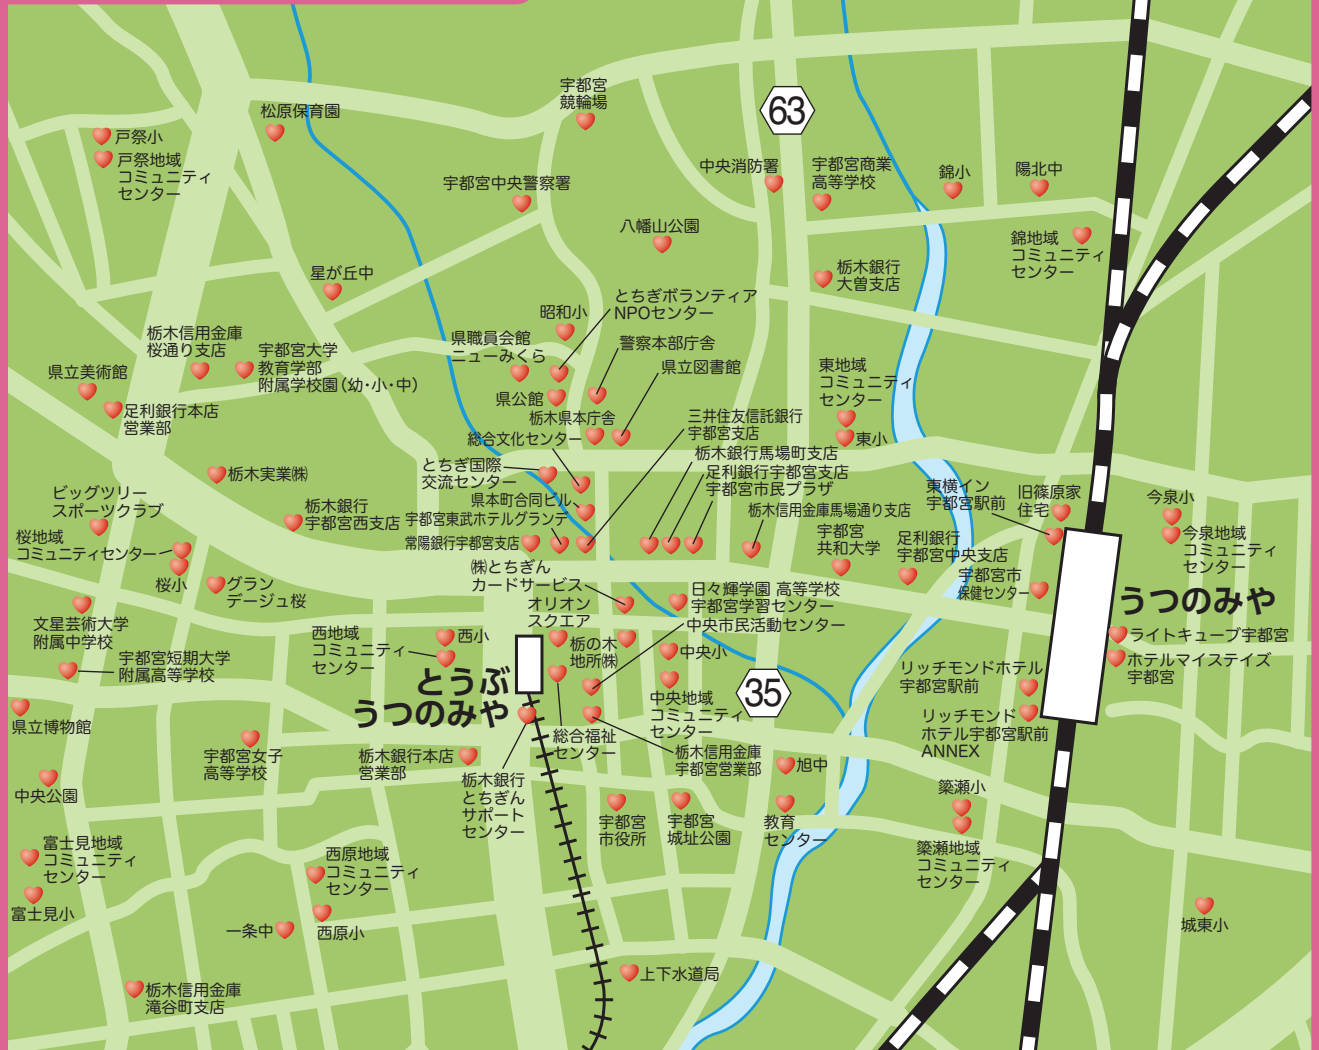 宇都宮
競輪場
63
松原保育園
戸祭小
戸祭地域
コミュニティ
センター
宇都宮中央警察署
中央消防署
宇都宮商業
高等学校
錦小
陽北中
八幡山公園
錦地域
コミュニティ
センター
星が丘中
栃木銀行
大曽支店
とちぎボランティア
NPOセンター
昭和小
栃木信用金庫
桜通り支店
宇都宮大学
教育学部
附属学校園(幼・小・中)
県職員会館
ニューみくら
警察本部庁舎
県立図書館
県立美術館
足利銀行本店
営業部
県公館
栃木県本庁舎
総合文化センター
三井住友信託銀行
宇都宮支店
東地域
コミュニティ
センター
東小
栃木銀行馬場町支店
足利銀行宇都宮支店
宇都宮市民プラザ
栃木信用金庫馬場通り支店
とちぎ国際
交流センター
県本町合同ビル
宇都宮東武ホテルグランデ
常陽銀行宇都宮支店
栃木実業㈱
ビッグツリー
スポーツクラブ
栃木銀行
宇都宮西支店
桜地域
コミュニティセンター
桜小
グラン
デージュ桜
宇都宮
共和大学
足利銀行
宇都宮中央支店
東横イン
宇都宮駅前
旧篠原家
住宅
今泉小
今泉地域
コミュニティ
センター
宇都宮市
保健センター
うつのみや
㈱とちぎん
カードサービス
オリオン
スクエア
日々輝学園 高等学校
宇都宮学習センター
中央市民活動センター
文星芸術大学
附属中学校
宇都宮短期大学
附属高等学校
西地域
コミュニティ
センター
西小
栃の木
地所㈱
中央小
ライトキューブ宇都宮
ホテルマイステイズ
宇都宮
とうぶ
うつのみや
35
中央地域
コミュニティ
センター
リッチモンドホテル
宇都宮駅前
リッチモンド
ホテル宇都宮駅前
ANNEX
県立博物館
宇都宮女子
高等学校
栃木銀行本店
営業部
総合福祉
センター
栃木信用金庫
宇都宮営業部
旭中
中央公園
栃木銀行
とちぎん
サポート
センター
宇都宮
市役所
宇都宮
城址公園
教育
センター
簗瀬小
簗瀬地域
コミュニティ
センター
富士見地域
コミュニティ
センター
富士見小
西原地域
コミュニティ
センター
一条中
西原小
城東小
栃木信用金庫
滝谷町支店
上下水道局